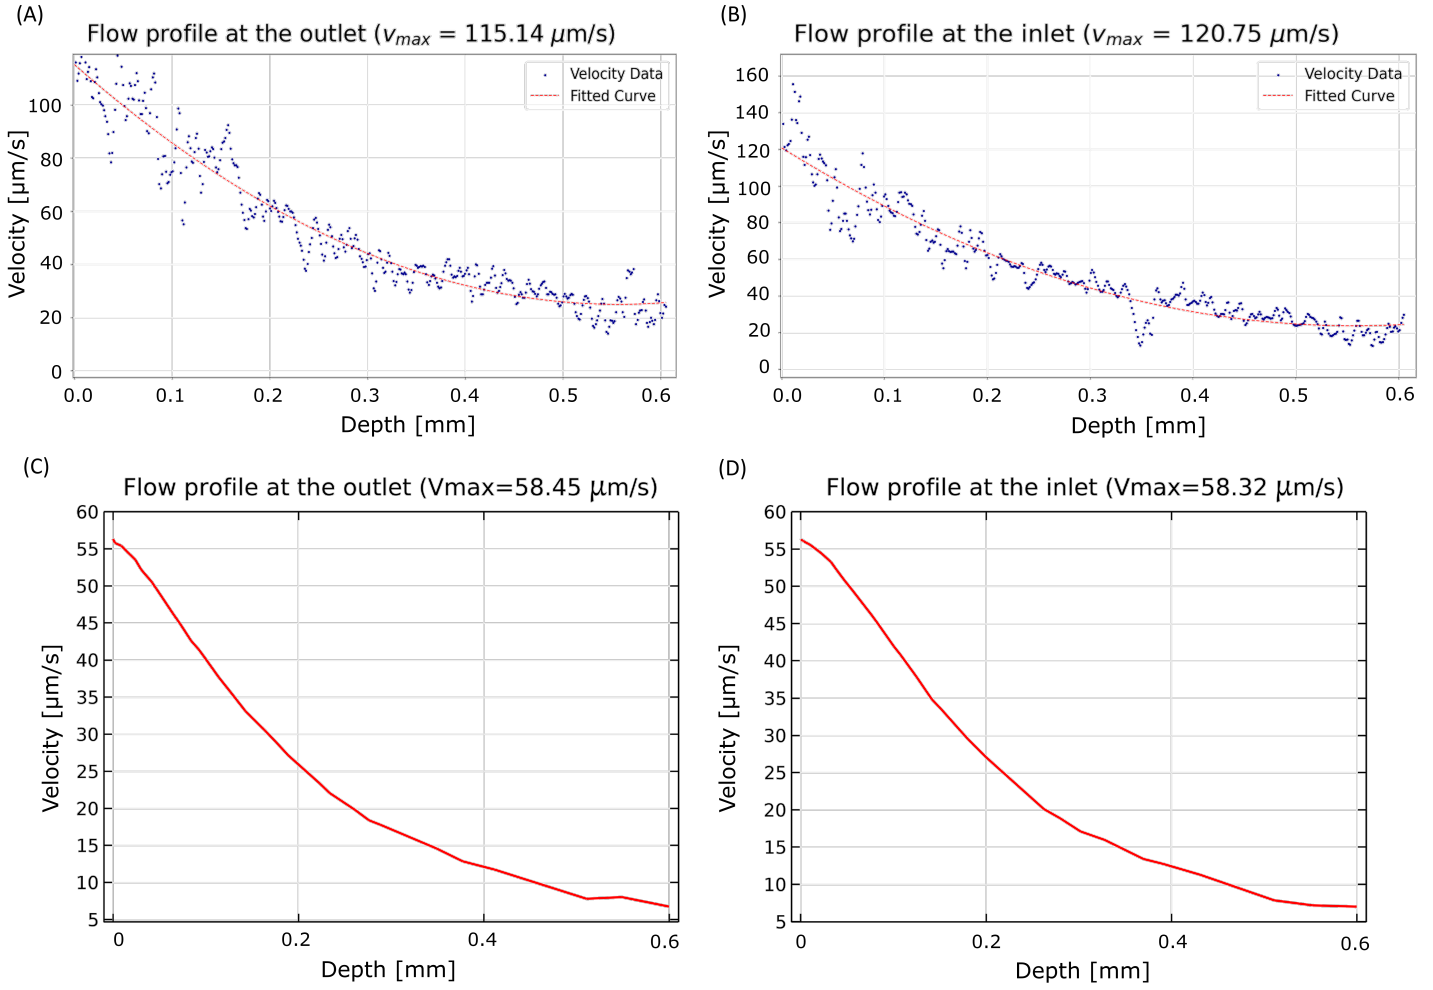 (A)
Flow profile at the outlet (vmax = 115.14 μm/s)
Velocity Data
Fitted Curve
100
80
60
40
20
0
Velocity [μm/s]
0.0 0.1 0.2 0.3 0.4 0.5 0.6
Depth [mm]
(B)
Flow profile at the inlet (vmax = 120.75 μm/s)
Velocity Data
Fitted Curve
160
140
120
100
80
60
40
20
0
Velocity [μm/s]
0.0 0.1 0.2 0.3 0.4 0.5 0.6
Depth [mm]
(C)
Flow profile at the outlet (Vmax=58.45 μm/s)
60
55
50
45
40
35
30
25
20
15
10
5
Velocity [μm/s]
0 0.2 0.4 0.6
Depth [mm]
(D)
Flow profile at the inlet (Vmax=58.32 μm/s)
60
55
50
45
40
35
30
25
20
15
10
5
Velocity [μm/s]
0 0.2 0.4 0.6
Depth [mm]